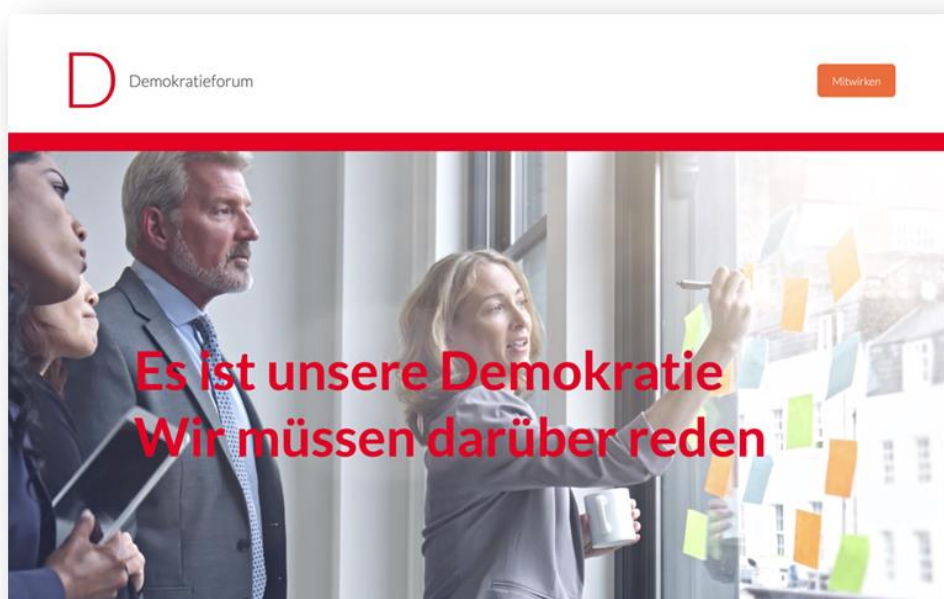 D
Demokratieforum
Mitwirken
Es ist unsere Demokratie
Wir müssen darüber reden